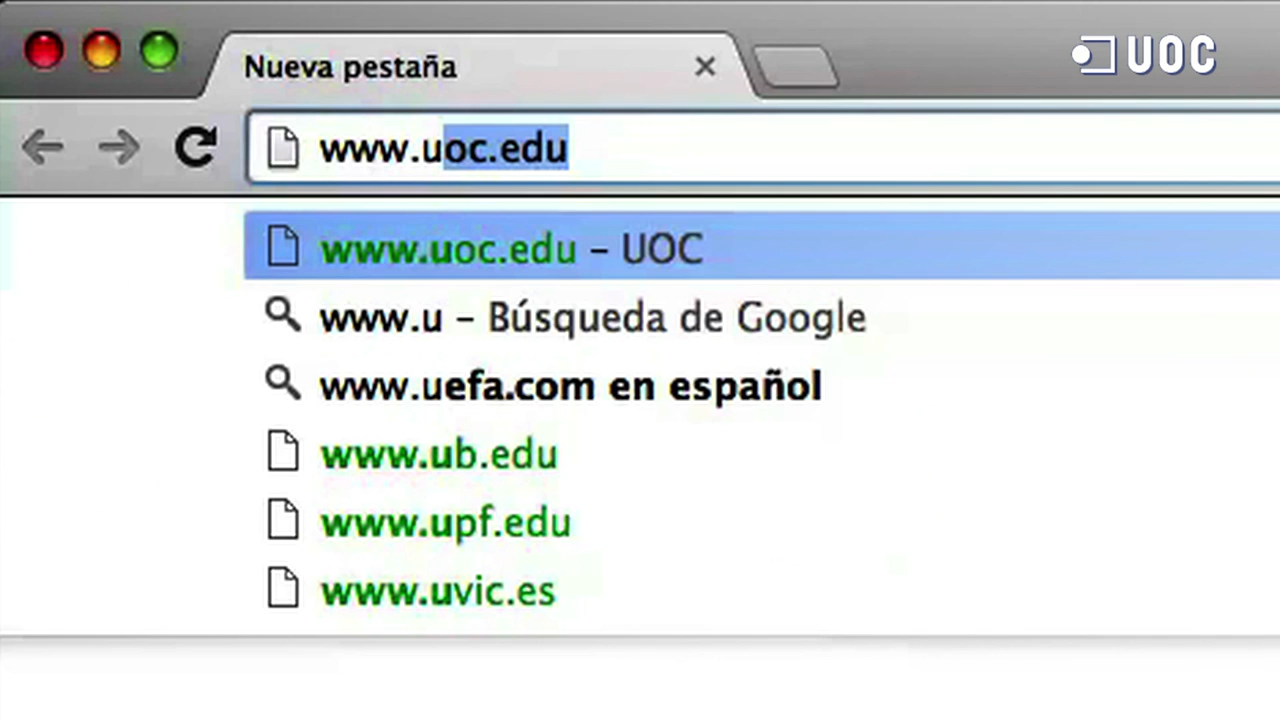 Nueva pestaña
UOC
www.uoc.edu
www.uoc.edu – UOC
www.u – Búsqueda de Google
www.uefa.com en español
www.ub.edu
www.upf.edu
www.uvic.es